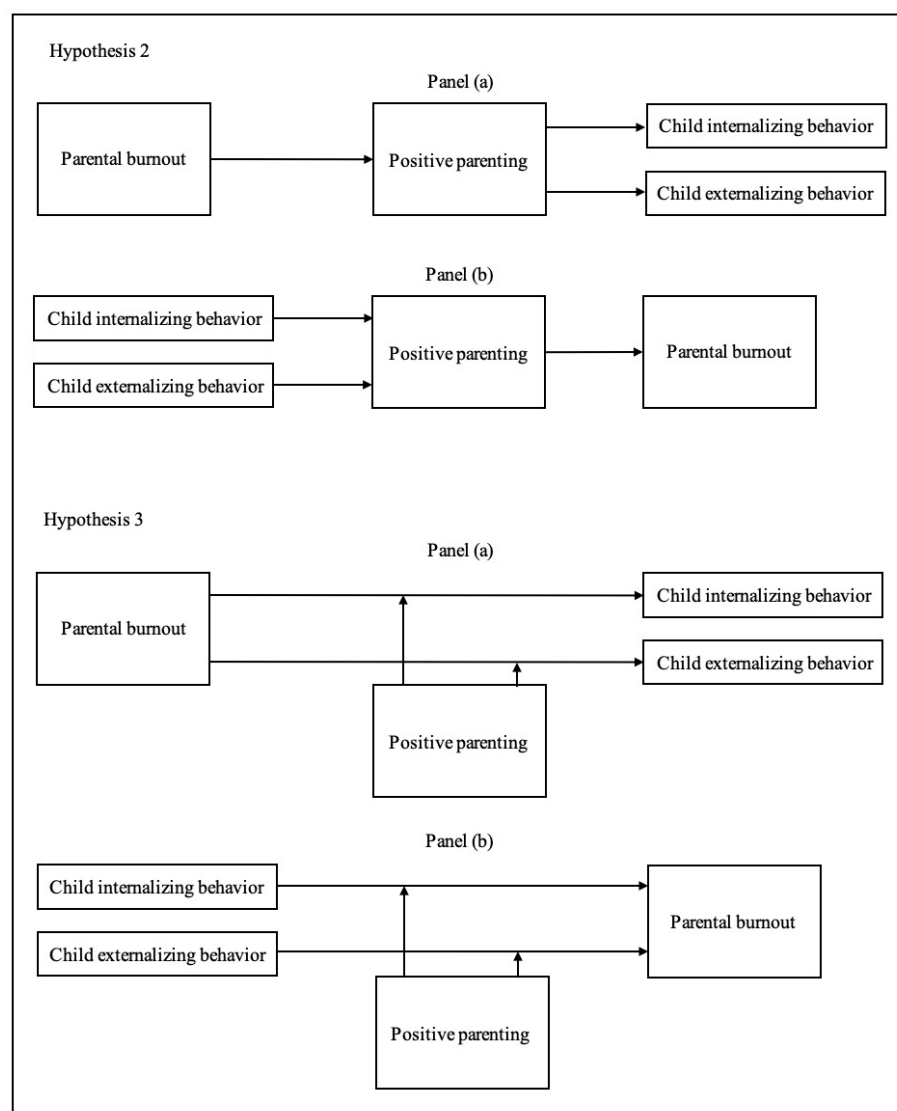 Hypothesis 2
Panel (a)
Parental burnout
Positive parenting
Child internalizing behavior
Child externalizing behavior
Panel (b)
Child internalizing behavior
Child externalizing behavior
Positive parenting
Parental burnout
Hypothesis 3
Panel (a)
Parental burnout
Child internalizing behavior
Child externalizing behavior
Positive parenting
Panel (b)
Child internalizing behavior
Child externalizing behavior
Parental burnout
Positive parenting